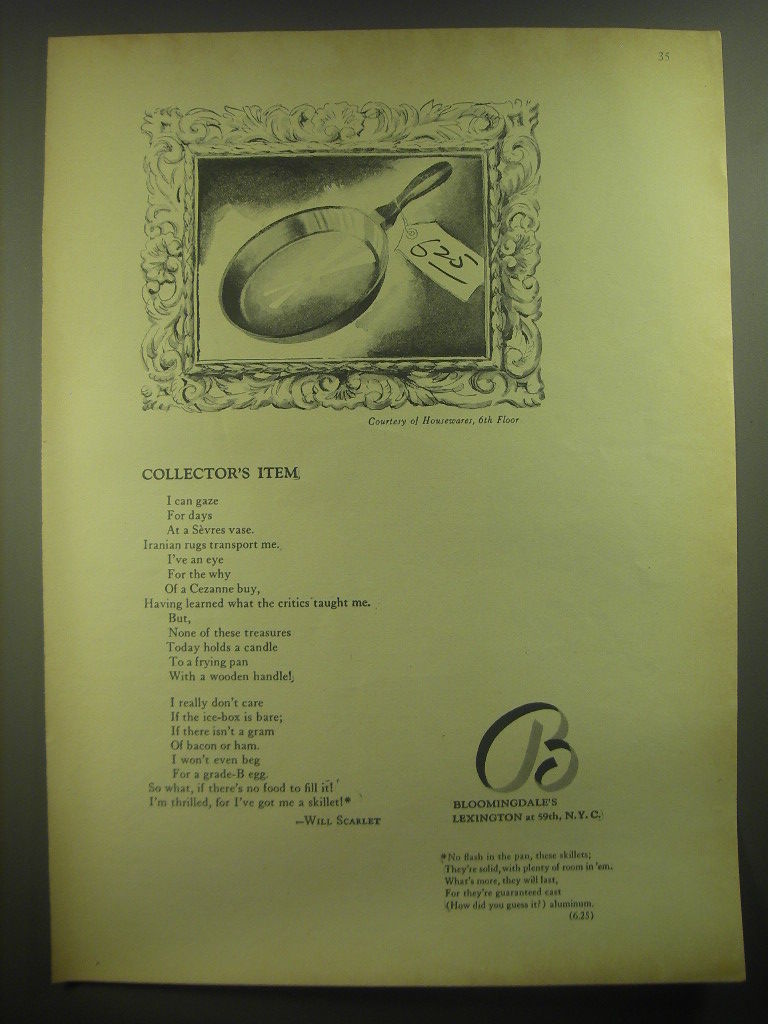 35
625
Courtesy of Housewares, 6th Floor
COLLECTOR'S ITEM
I can gaze
For days
At a Sèvres vase.
Iranian rugs transport me.
I've an eye
For the why
Of a Cezanne buy,
Having learned what the critics taught me.
But,
None of these treasures
Today holds a candle
To a frying pan
With a wooden handle!
I really don't care
If the ice-box is bare;
If there isn't a gram
Of bacon or ham.
I won't even beg
For a grade-B egg.
So what, if there's no food to fill it!
I'm thrilled, for I've got me a skillet!*
—WILL SCARLET
B
BLOOMINGDALE'S
LEXINGTON at 59th, N.Y.C.
*No flash in the pan, these skillets;
They're solid, with plenty of room in 'em.
What's more, they will last,
For they're guaranteed cast
(How did you guess it?) aluminum.
(6.25)